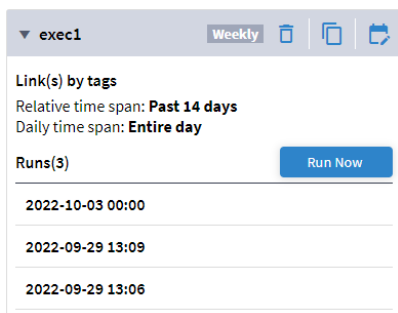 exec1 Weekly
Link(s) by tags
Relative time span: Past 14 days
Daily time span: Entire day
Runs(3) Run Now
2022-10-03 00:00
2022-09-29 13:09
2022-09-29 13:06